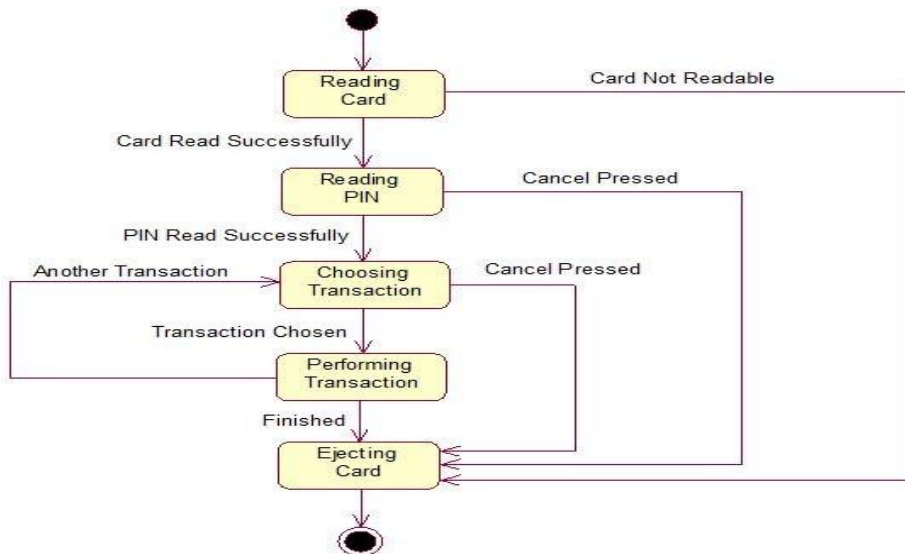 Reading
Card
Card Not Readable
Card Read Successfully
Reading
PIN
Cancel Pressed
PIN Read Successfully
Another Transaction
Choosing
Transaction
Cancel Pressed
Transaction Chosen
Performing
Transaction
Finished
Ejecting
Card